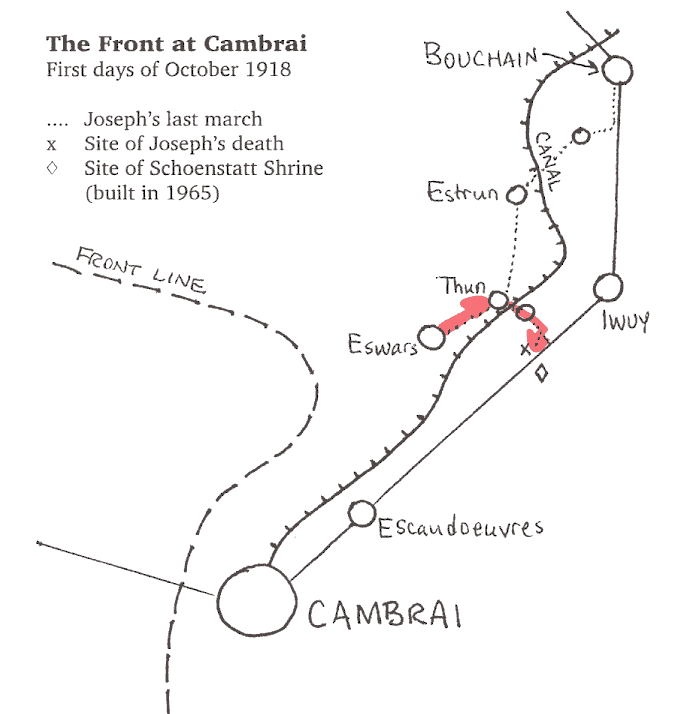 The Front at Cambrai
First days of October 1918
.... Joseph's last march
x Site of Joseph's death
◊ Site of Schoenstatt Shrine
(built in 1965)
BOUCHAIN
CANAL
Estrun
FRONT LINE
Thun
Iwuy
Eswars
x
Escaudoeuvres
CAMBRAI